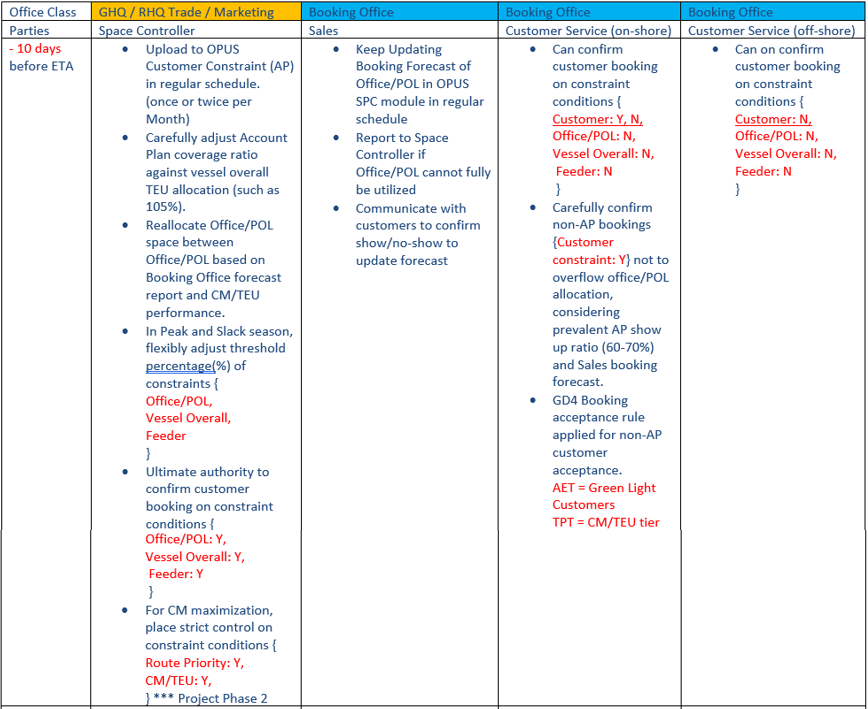 Office Class
GHQ / RHQ Trade / Marketing
Booking Office
Booking Office
Booking Office
Parties
Space Controller
Sales
Customer Service (on-shore)
Customer Service (off-shore)
- 10 days
before ETA
• Upload to OPUS
Customer Constraint (AP)
in regular schedule.
(once or twice per
Month)
• Carefully adjust Account
Plan coverage ratio
against vessel overall
TEU allocation (such as
105%).
• Reallocate Office/POL
space between
Office/POL based on
Booking Office forecast
report and CM/TEU
performance.
• In Peak and Slack season,
flexibly adjust threshold
percentage(%) of
constraints {
Office/POL,
Vessel Overall,
Feeder
}
• Ultimate authority to
confirm customer
booking on constraint
conditions {
Office/POL: Y,
Vessel Overall: Y,
Feeder: Y
}
• For CM maximization,
place strict control on
constraint conditions {
Route Priority: Y,
CM/TEU: Y,
} *** Project Phase 2
• Keep Updating
Booking Forecast of
Office/POL in OPUS
SPC module in regular
schedule
• Report to Space
Controller if
Office/POL cannot fully
be utilized
• Communicate with
customers to confirm
show/no-show to
update forecast
• Can confirm
customer booking
on constraint
conditions {
Customer: Y, N,
Office/POL: N,
Vessel Overall: N,
Feeder: N
}
• Carefully confirm
non-AP bookings
{Customer
constraint: Y} not to
overflow office/POL
allocation,
considering
prevalent AP show
up ratio (60-70%)
and Sales booking
forecast.
• GD4 Booking
acceptance rule
applied for non-AP
customer
acceptance.
AET = Green Light
Customers
TPT = CM/TEU tier
• Can on confirm
customer booking
on constraint
conditions {
Customer: N,
Office/POL: N,
Vessel Overall: N,
Feeder: N
}